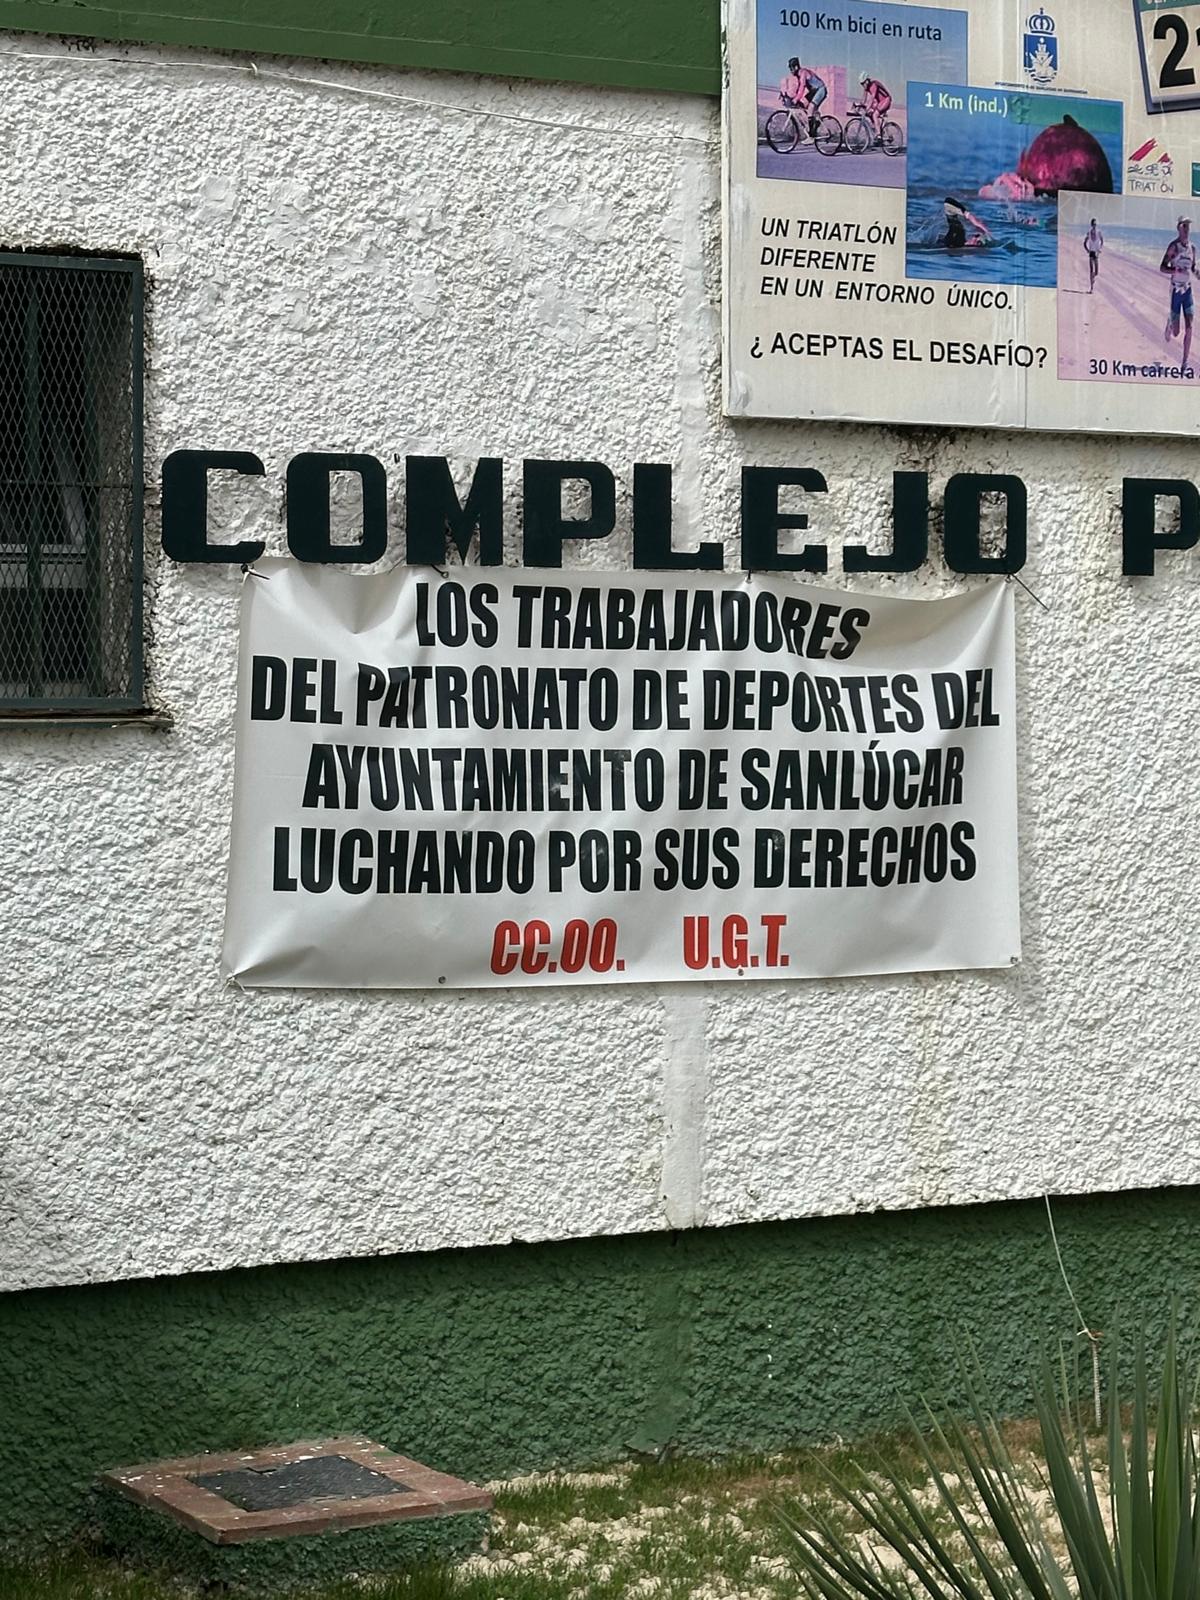 100 Km bici en ruta
1 Km (ind.)
TRIATLÓN
UN TRIATLÓN
DIFERENTE
EN UN ENTORNO ÚNICO.
¿ ACEPTAS EL DESAFÍO?
30 Km carrera
COMPLEJO P
LOS TRABAJADORES
DEL PATRONATO DE DEPORTES DEL
AYUNTAMIENTO DE SANLÚCAR
LUCHANDO POR SUS DERECHOS
CC.OO. U.G.T.